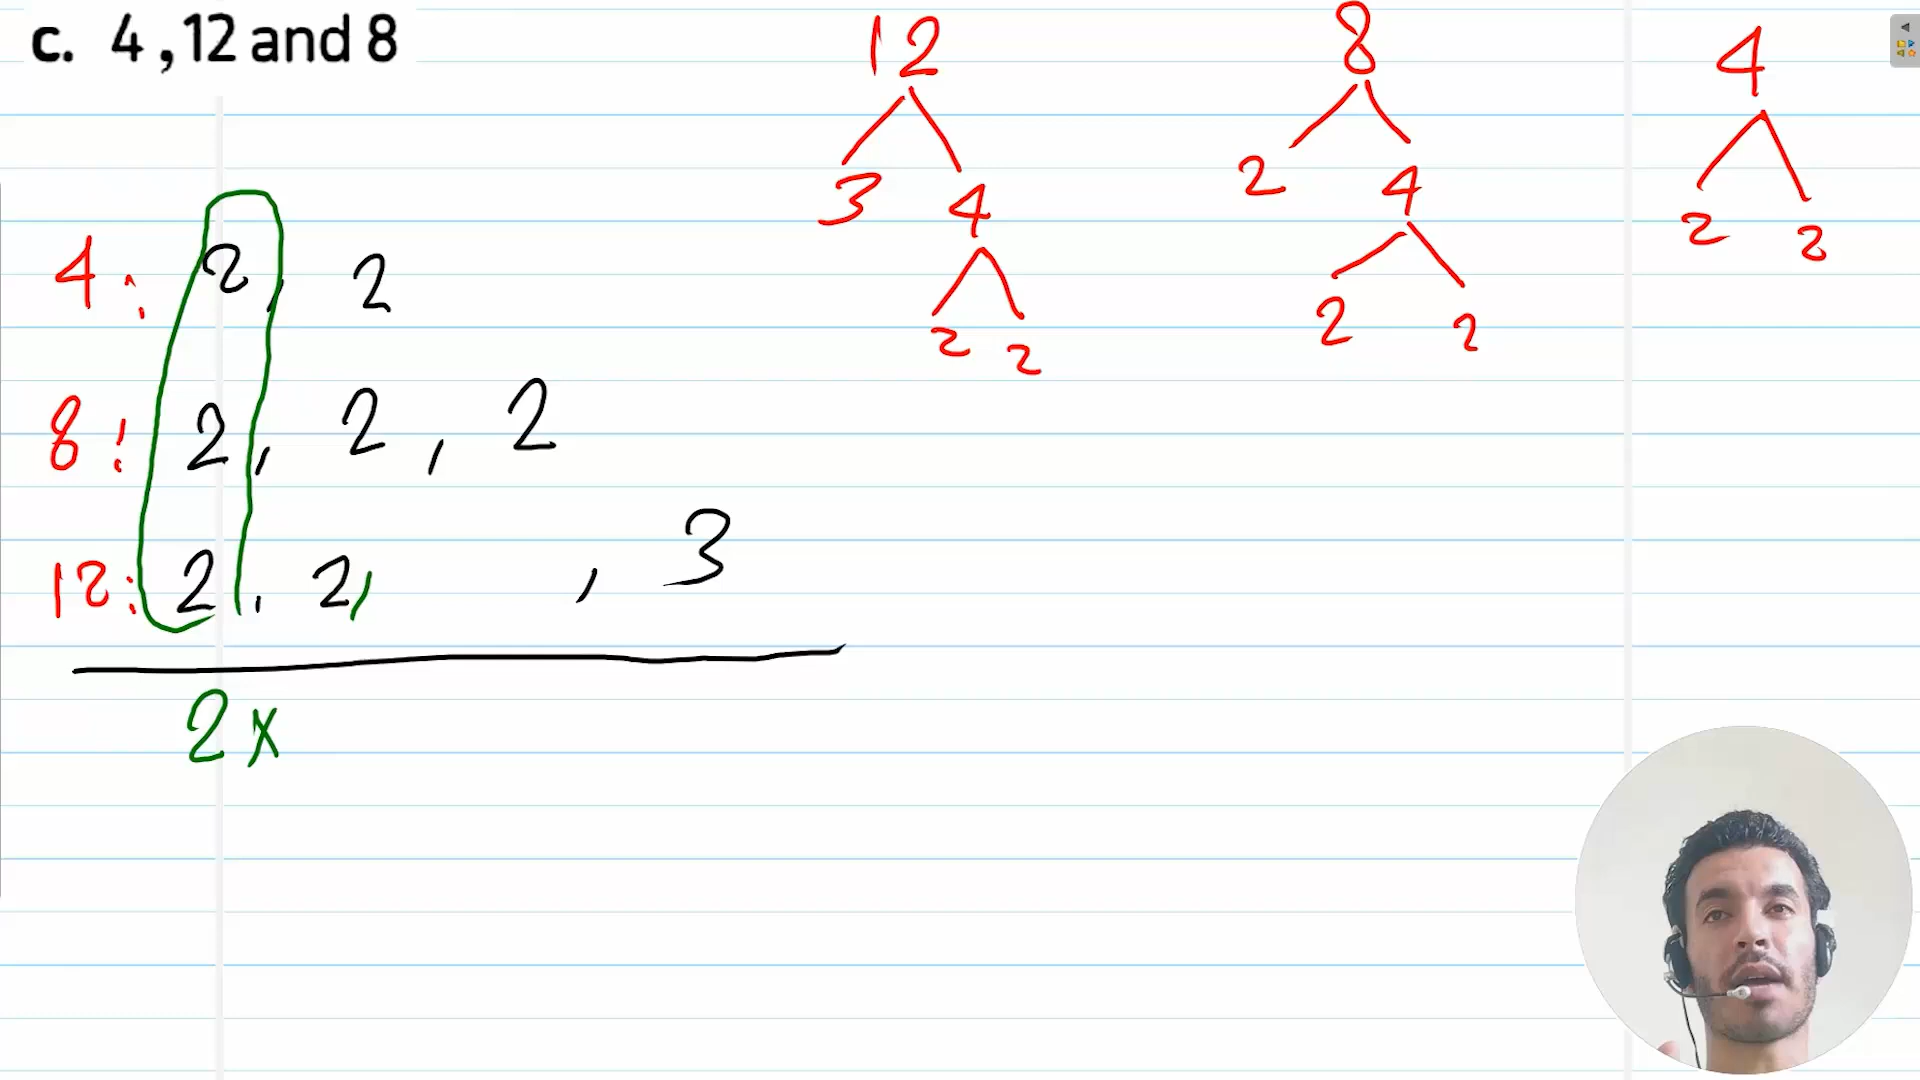 c. 4 , 12 and 8
12
3 4
2 2
8
2 4
2 2
4
2 2
4: 2, 2
8: 2, 2, 2
12: 2, 2, , 3
2 x